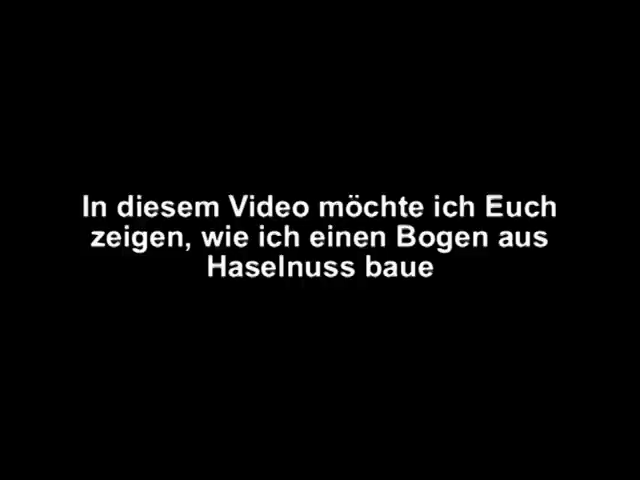 In diesem Video möchte ich Euch
zeigen, wie ich einen Bogen aus
Haselnuss baue